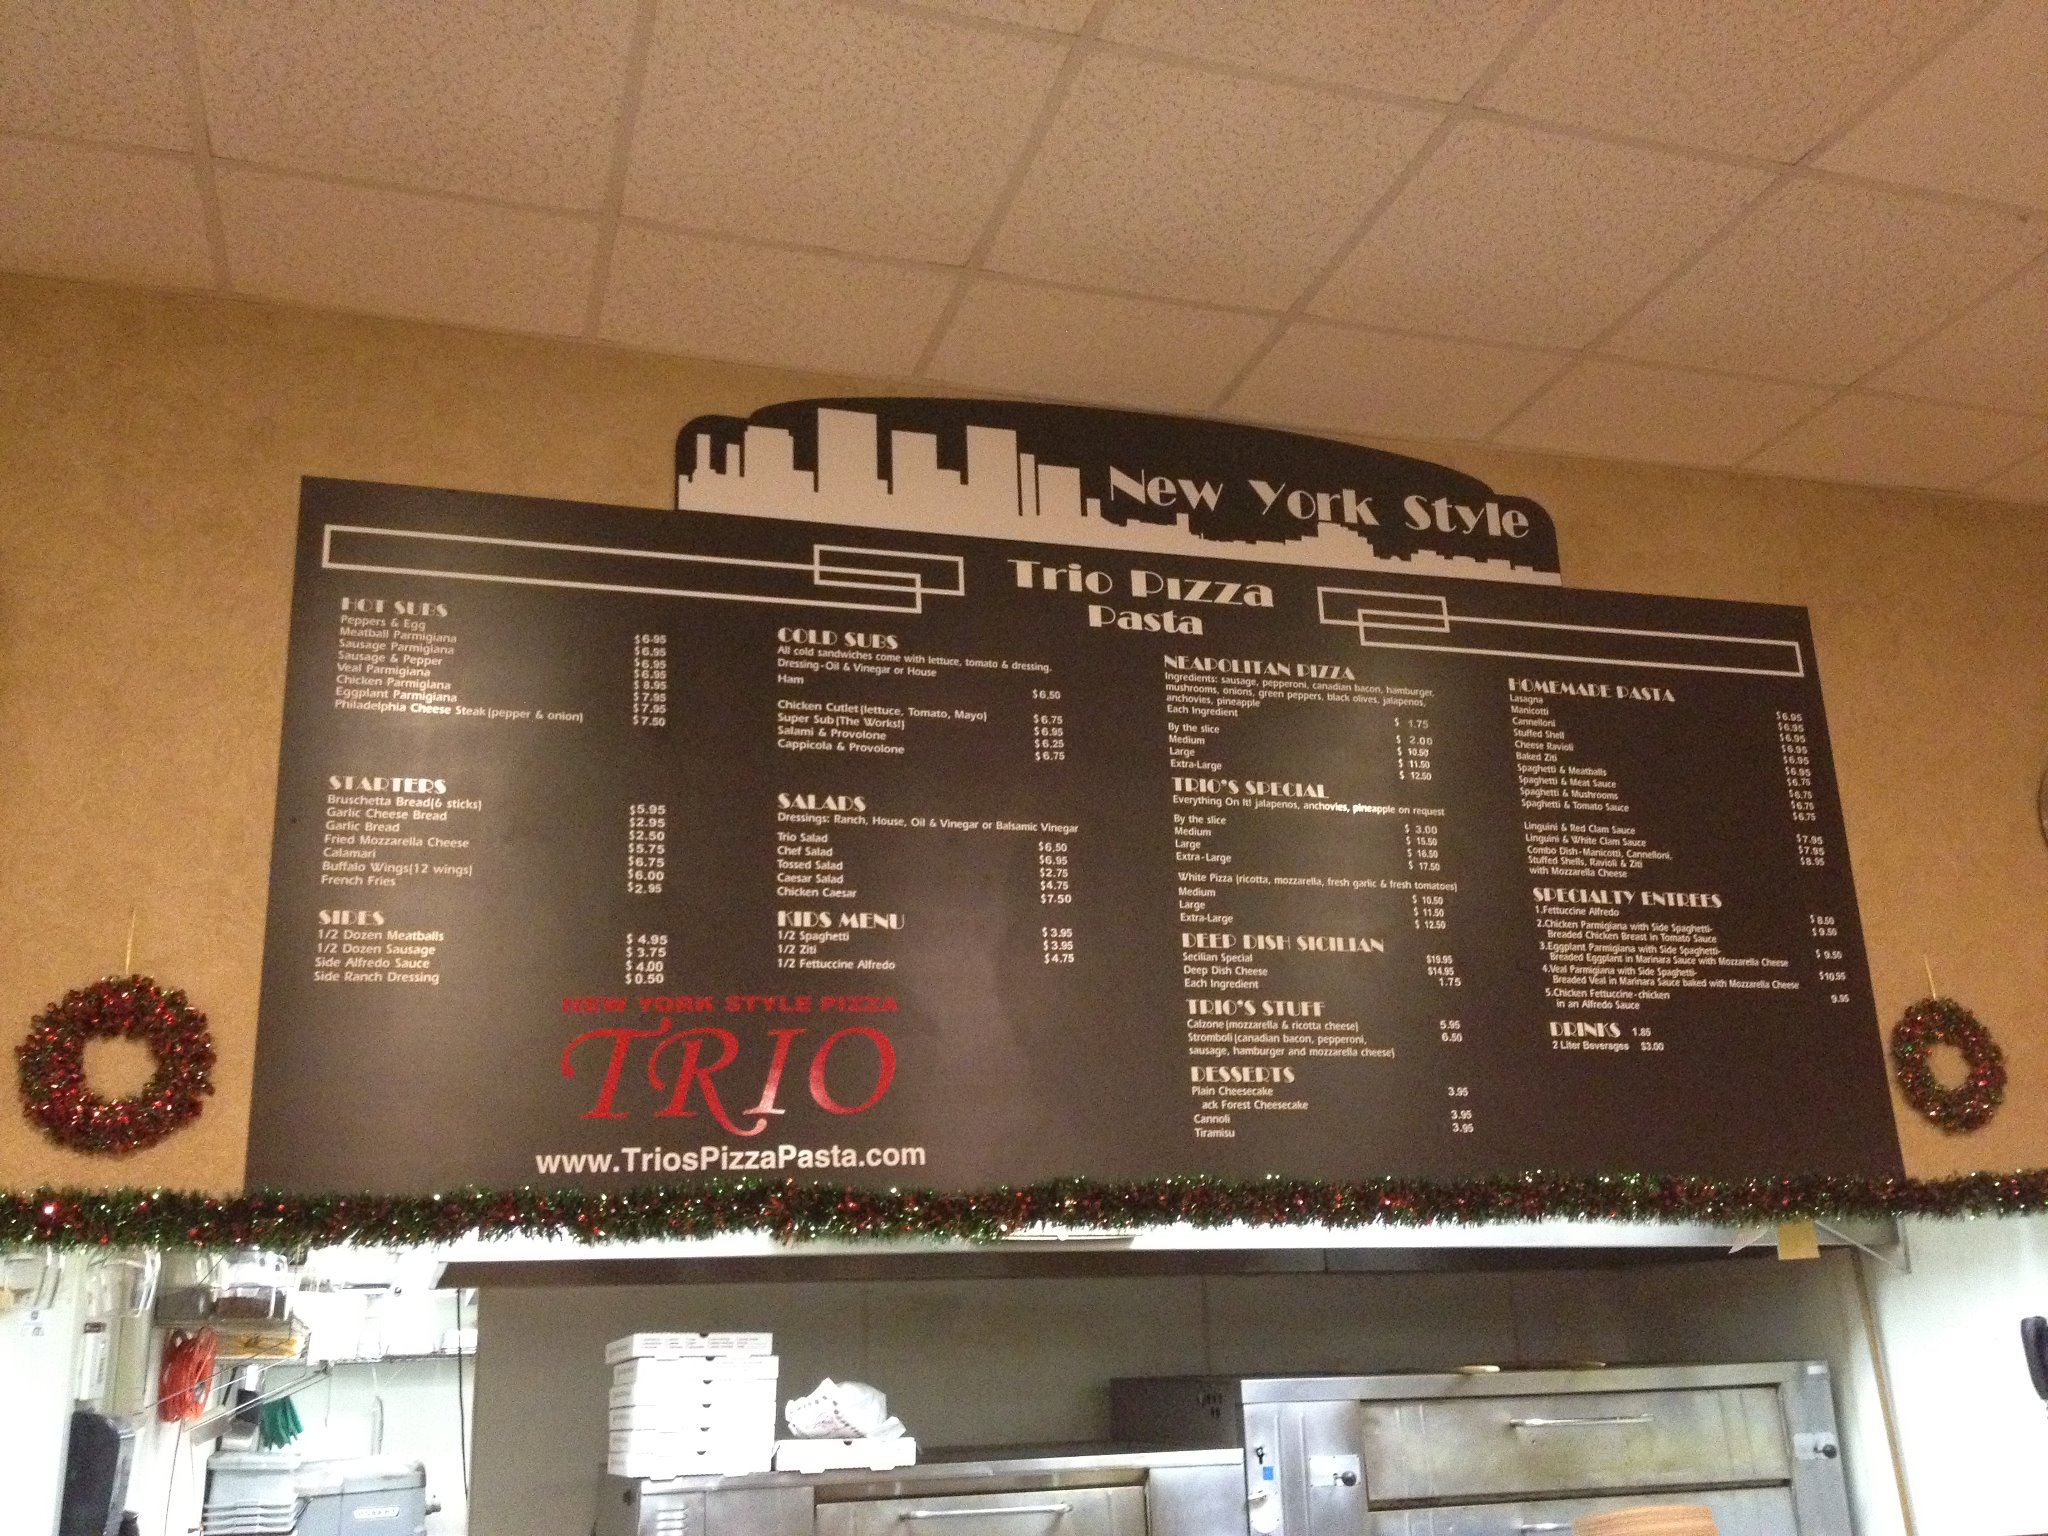 New York Style
Trio Pizza
Pasta
HOT SUBS
Peppers & Egg $6.95
Meatball Parmigiana $6.95
Sausage Parmigiana $6.95
Sausage & Pepper $6.95
Veal Parmigiana $8.95
Chicken Parmigiana $7.95
Eggplant Parmigiana $7.95
Philadelphia Cheese Steak(pepper & onion) $7.50
STARTERS
Bruschetta Bread(6 sticks) $5.95
Garlic Cheese Bread $2.95
Garlic Bread $2.50
Fried Mozzarella Cheese $5.75
Calamari $6.75
Buffalo Wings(12 wings) $6.00
French Fries $2.95
SIDES
1/2 Dozen Meatballs $ 4.95
1/2 Dozen Sausage $ 3.75
Side Alfredo Sauce $ 4.00
Side Ranch Dressing $ 0.50
COLD SUBS
All cold sandwiches come with lettuce, tomato & dressing.
Dressing-Oil & Vinegar or House
Ham $6,50
Chicken Cutlet(lettuce, Tomato, Mayo) $6,75
Super Sub(The Works!) $6.95
Salami & Provolone $6,25
Cappicola & Provolone $6.75
SALADS
Dressings: Ranch, House, Oil & Vinegar or Balsamic Vinegar
Trio Salad $6,50
Chef Salad $6,95
Tossed Salad $2.75
Caesar Salad $4.75
Chicken Caesar $7.50
KIDS MENU
1/2 Spaghetti $3.95
1/2 Ziti $3.95
1/2 Fettuccine Alfredo $4.75
NEW YORK STYLE PIZZA
TRIO
www.TriosPizzaPasta.com
NEAPOLITAN PIZZA
Ingredients: sausage, pepperoni, canadian bacon, hamburger,
mushrooms, onions, green peppers, black olives, jalapenos,
anchovies, pineapple
Each Ingredient $ 1.75
By the slice $ 2.00
Medium $ 10.50
Large $ 11.50
Extra-Large $ 12.50
TRIO'S SPECIAL
Everything On It! jalapenos, anchovies, pineapple on request
By the slice $ 3.00
Medium $ 15.50
Large $ 16.50
Extra-Large $ 17.50
White Pizza (ricotta, mozzarella, fresh garlic & fresh tomatoes)
Medium $ 10.50
Large $ 11.50
Extra-Large $ 12.50
DEEP DISH SICILIAN
Secilian Special $19.95
Deep Dish Cheese $14.95
Each Ingredient 1.75
TRIO'S STUFF
Calzone(mozzarella & ricotta cheese) 5.95
Stromboli(canadian bacon, pepperoni, 6.50
sausage, hamburger and mozzarella cheese)
DESSERTS
Plain Cheesecake 3.95
ack Forest Cheesecake
Cannoli 3.95
Tiramisu 3.95
HOMEMADE PASTA
Lasagna $6.95
Manicotti $6.95
Cannelloni $6.95
Stuffed Shell $6.95
Cheese Ravioli $6.95
Baked Ziti $6.95
Spaghetti & Meatballs $6.75
Spaghetti & Meat Sauce $6.75
Spaghetti & Mushrooms $6.75
Spaghetti & Tomato Sauce $6.75
Linguini & Red Clam Sauce $7.95
Linguini & White Clam Sauce $7.95
Combo Dish-Manicotti, Cannelloni, $8.95
Stuffed Shells, Ravioli & Ziti
with Mozzarella Cheese
SPECIALTY ENTREES
1.Fettuccine Alfredo $ 8.50
2.Chicken Parmigiana with Side Spaghetti- $ 9.50
Breaded Chicken Breast in Tomato Sauce
3.Eggplant Parmigiana with Side Spaghetti- $ 9.50
Breaded Eggplant in Marinara Sauce with Mozzarella Cheese
4.Veal Parmigiana with Side Spaghetti- $10.95
Breaded Veal in Marinara Sauce baked with Mozzarella Cheese
5.Chicken Fettuccine-chicken 9.95
in an Alfredo Sauce
DRINKS 1.85
2 Liter Beverages $3.00